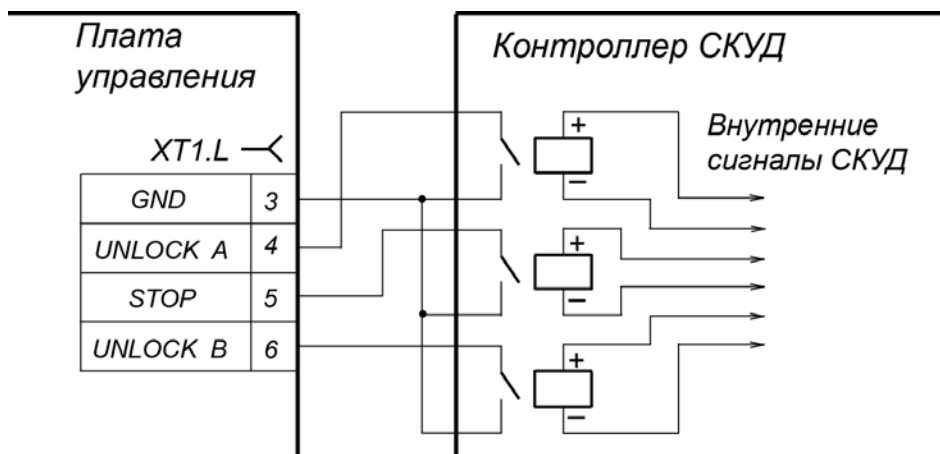 Плата
управления
Контроллер СКУД
XT1.L
GND 3
UNLOCK A 4
STOP 5
UNLOCK B 6
+
−
+
−
+
−
Внутренние
сигналы СКУД